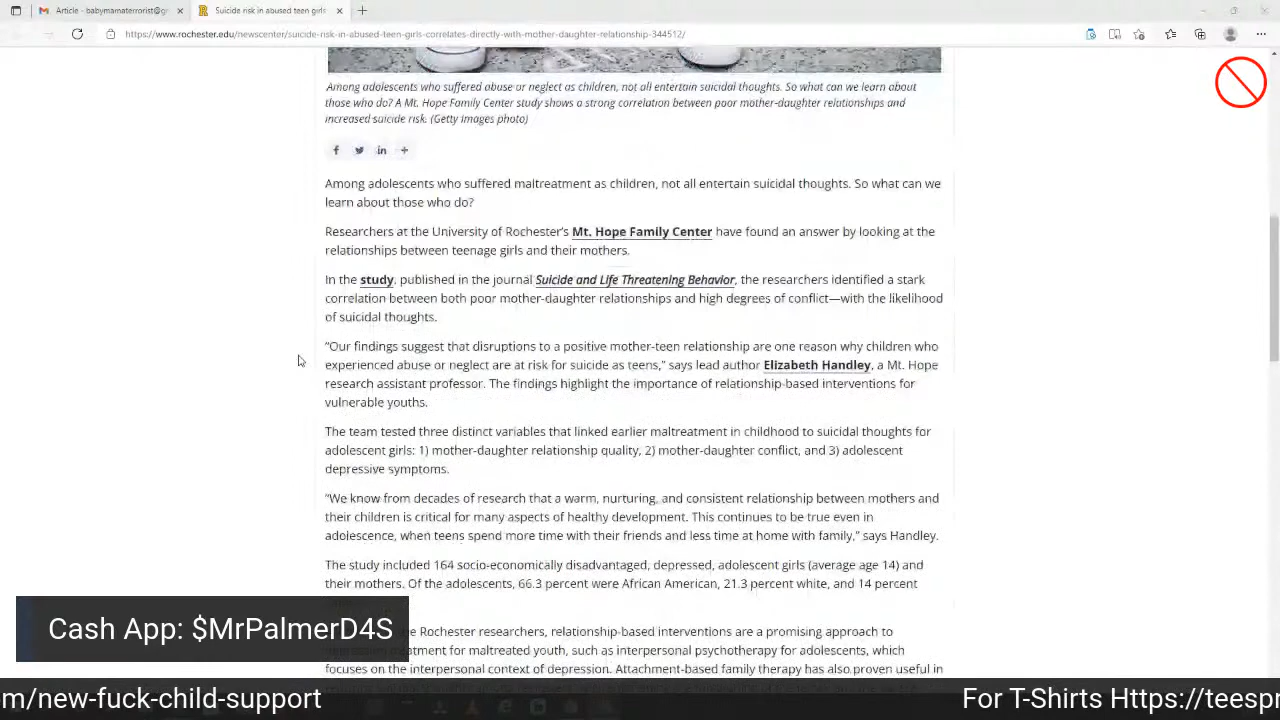 Article - babymamaterrorist@gr
Suicide risk in abused teen girls
https://www.rochester.edu/newscenter/suicide-risk-in-abused-teen-girls-correlates-directly-with-mother-daughter-relationship-344512/
Among adolescents who suffered abuse or neglect as children, not all entertain suicidal thoughts. So what can we learn about
those who do? A Mt. Hope Family Center study shows a strong correlation between poor mother-daughter relationships and
increased suicide risk. (Getty Images photo)
Among adolescents who suffered maltreatment as children, not all entertain suicidal thoughts. So what can we
learn about those who do?
Researchers at the University of Rochester's Mt. Hope Family Center have found an answer by looking at the
relationships between teenage girls and their mothers.
In the study, published in the journal Suicide and Life Threatening Behavior, the researchers identified a stark
correlation between both poor mother-daughter relationships and high degrees of conflict—with the likelihood
of suicidal thoughts.
"Our findings suggest that disruptions to a positive mother-teen relationship are one reason why children who
experienced abuse or neglect are at risk for suicide as teens," says lead author Elizabeth Handley, a Mt. Hope
research assistant professor. The findings highlight the importance of relationship-based interventions for
vulnerable youths.
The team tested three distinct variables that linked earlier maltreatment in childhood to suicidal thoughts for
adolescent girls: 1) mother-daughter relationship quality, 2) mother-daughter conflict, and 3) adolescent
depressive symptoms.
"We know from decades of research that a warm, nurturing, and consistent relationship between mothers and
their children is critical for many aspects of healthy development. This continues to be true even in
adolescence, when teens spend more time with their friends and less time at home with family," says Handley.
The study included 164 socio-economically disadvantaged, depressed, adolescent girls (average age 14) and
their mothers. Of the adolescents, 66.3 percent were African American, 21.3 percent white, and 14 percent
Cash App: $MrPalmerD4S
Rochester researchers, relationship-based interventions are a promising approach to
treatment for maltreated youth, such as interpersonal psychotherapy for adolescents, which
focuses on the interpersonal context of depression. Attachment-based family therapy has also proven useful in
m/new-fuck-child-support
For T-Shirts Https://teespr